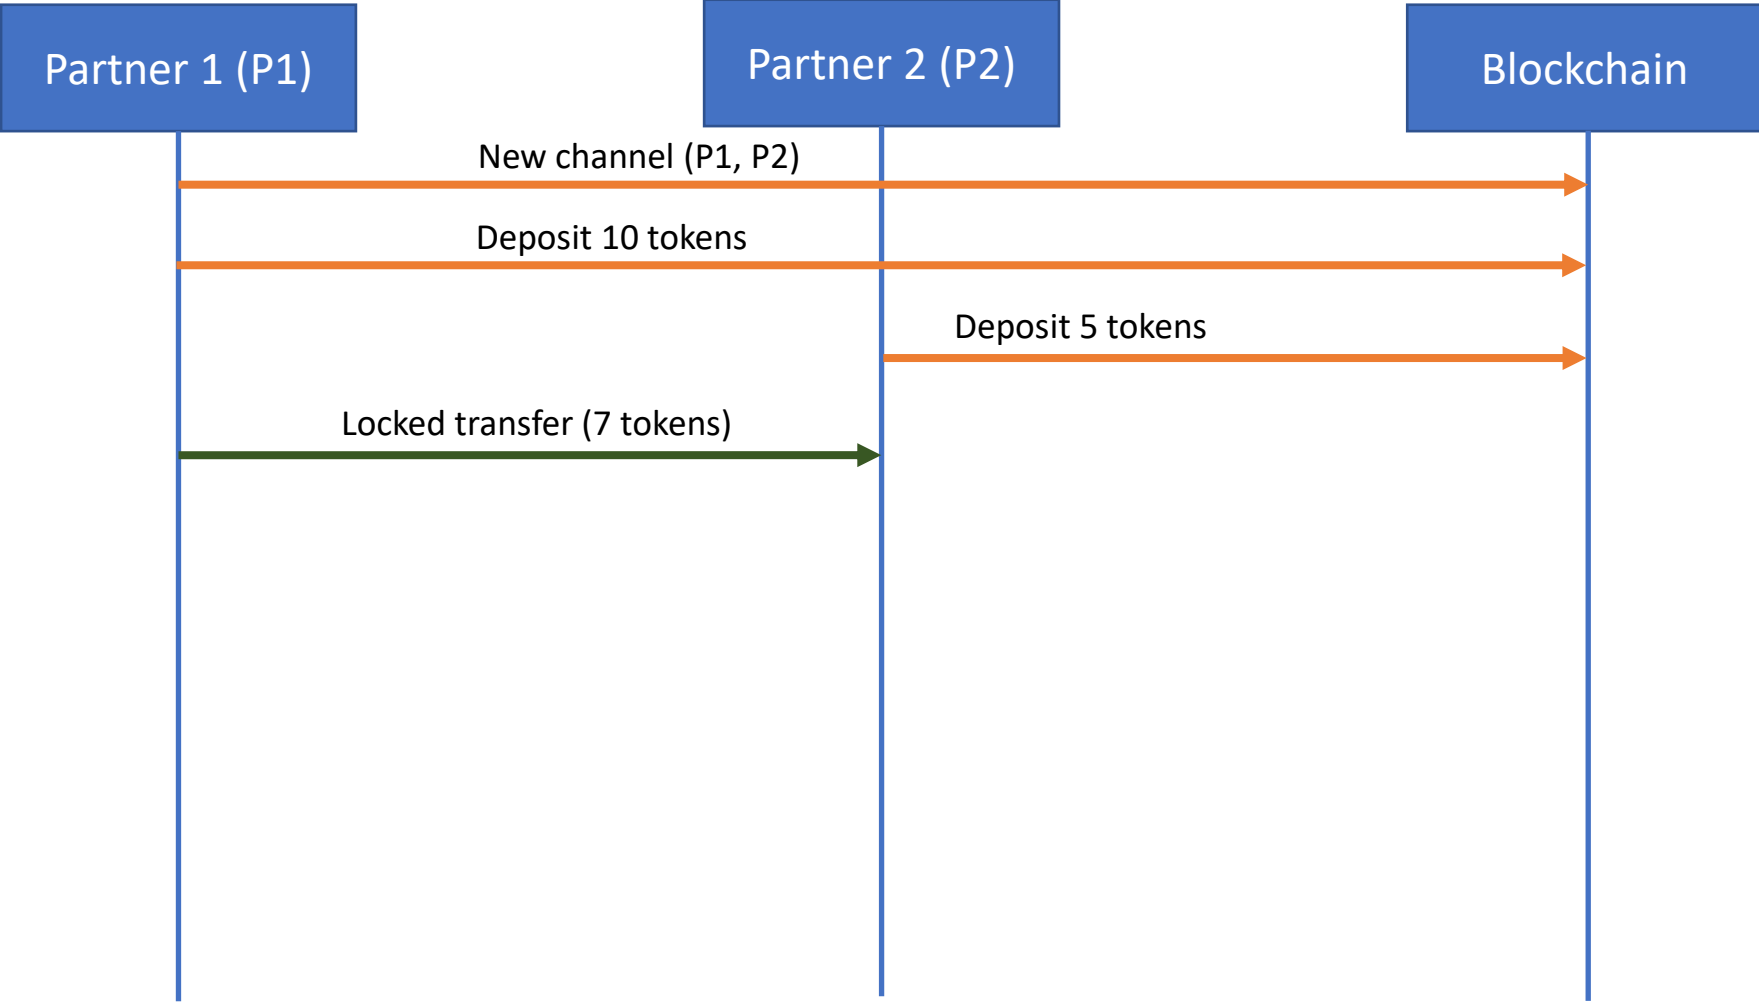 Partner 1 (P1)
Partner 2 (P2)
Blockchain
New channel (P1, P2)
Deposit 10 tokens
Deposit 5 tokens
Locked transfer (7 tokens)